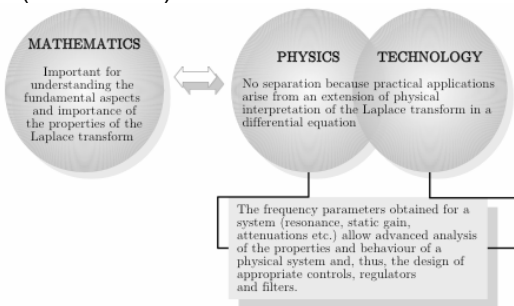 MATHEMATICS
Important for
understanding the
fundamental aspects
and importance of
the properties of the
Laplace transform
PHYSICS
TECHNOLOGY
No separation because practical applications
arise from an extension of physical
interpretation of the Laplace transform in a
differential equation
The frequency parameters obtained for a
system (resonance, static gain,
attenuations etc.) allow advanced analysis
of the properties and behaviour of a
physical system and, thus, the design of
appropriate controls, regulators
and filters.